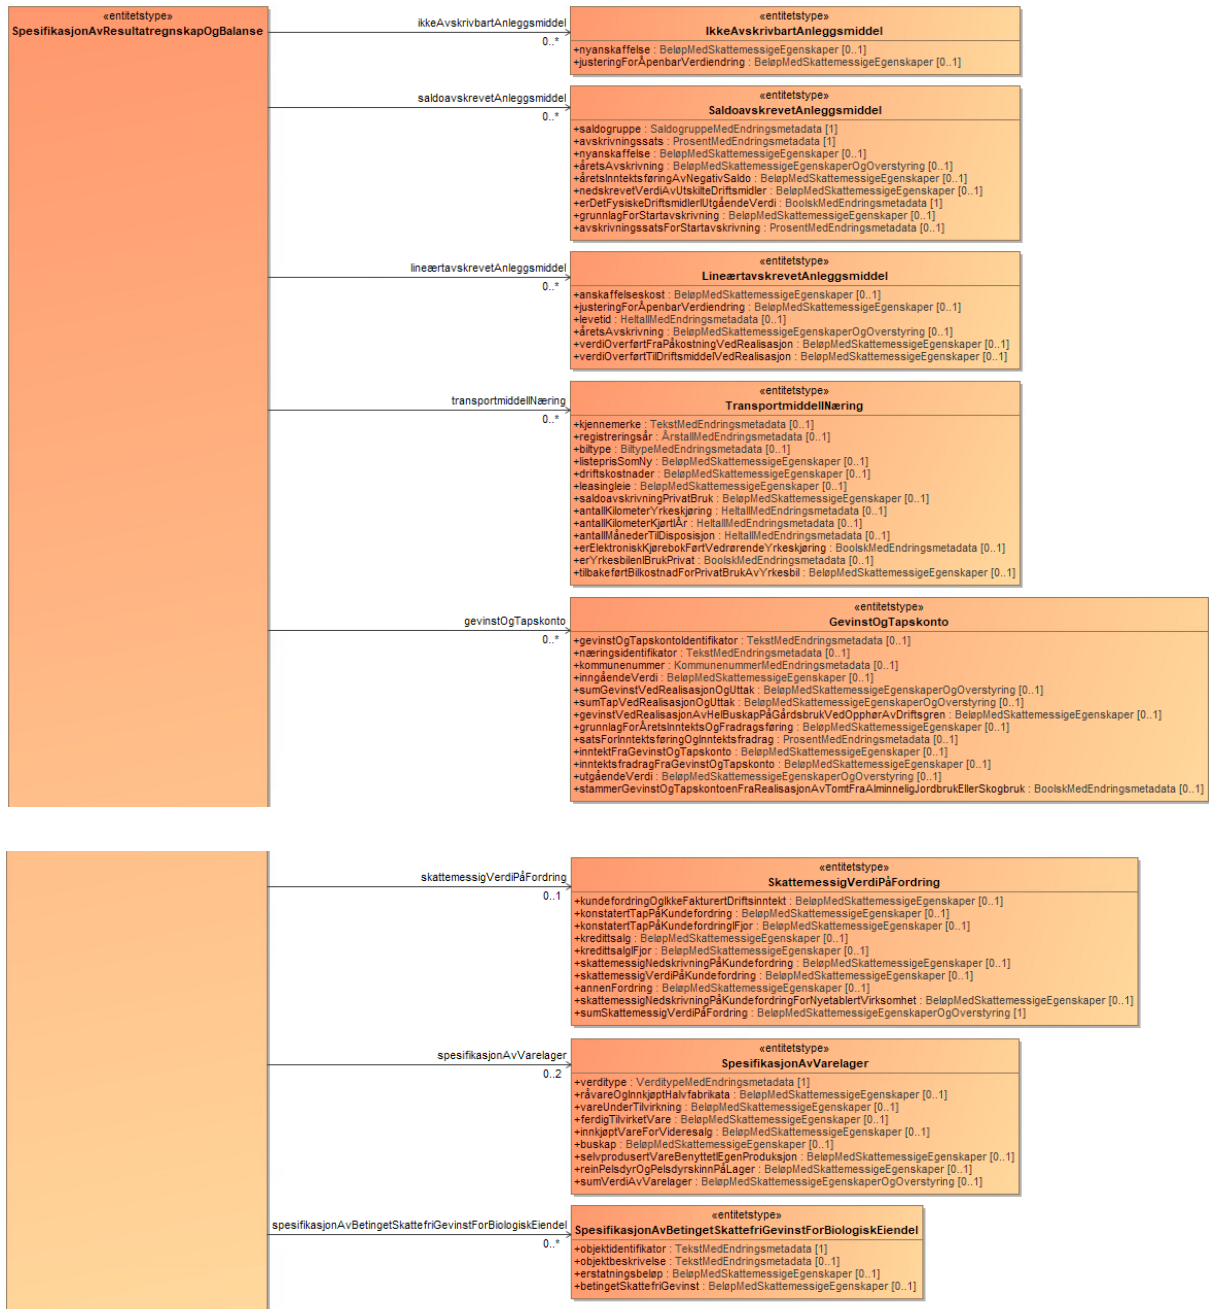 «entitetstype»
SpesifikasjonAvResultatregnskapOgBalanse
ikkeAvskrivbartAnleggsmiddel
0..*
«entitetstype»
IkkeAvskrivbartAnleggsmiddel
+nyanskaffelse : BeløpMedSkattemessigeEgenskaper [0..1]
+justeringForÅpenbarVerdiendring : BeløpMedSkattemessigeEgenskaper [0..1]
saldoavskrevetAnleggsmiddel
0..*
«entitetstype»
SaldoavskrevetAnleggsmiddel
+saldogruppe : SaldogruppeMedEndringsmetadata [1]
+avskrivningssats : ProsentMedEndringsmetadata [1]
+nyanskaffelse : BeløpMedSkattemessigeEgenskaper [0..1]
+åretsAvskrivning : BeløpMedSkattemessigeEgenskaperOgOverstyring [0..1]
+åretsInntektsføringAvNegativSaldo : BeløpMedSkattemessigeEgenskaper [0..1]
+nedskrevetVerdiAvUtskilteDriftsmidler : BeløpMedSkattemessigeEgenskaper [0..1]
+erDetFysiskeDriftsmidlerIUtgåendeVerdi : BoolskMedEndringsmetadata [1]
+grunnlagForStartavskrivning : BeløpMedSkattemessigeEgenskaper [0..1]
+avskrivningssatsForStartavskrivning : ProsentMedEndringsmetadata [0..1]
lineærtavskrevetAnleggsmiddel
0..*
«entitetstype»
LineærtavskrevetAnleggsmiddel
+anskaffelseskost : BeløpMedSkattemessigeEgenskaper [0..1]
+justeringForÅpenbarVerdiendring : BeløpMedSkattemessigeEgenskaper [0..1]
+levetid : HeltallMedEndringsmetadata [0..1]
+åretsAvskrivning : BeløpMedSkattemessigeEgenskaperOgOverstyring [0..1]
+verdiOverførtFraPåkostningVedRealisasjon : BeløpMedSkattemessigeEgenskaper [0..1]
+verdiOverførtTilDriftsmiddelVedRealisasjon : BeløpMedSkattemessigeEgenskaper [0..1]
transportmiddelINæring
0..*
«entitetstype»
TransportmiddelINæring
+kjennemerke : TekstMedEndringsmetadata [0..1]
+registreringsår : ÅrstallMedEndringsmetadata [0..1]
+biltype : BiltypeMedEndringsmetadata [0..1]
+listeprisSomNy : BeløpMedSkattemessigeEgenskaper [0..1]
+driftskostnader : BeløpMedSkattemessigeEgenskaper [0..1]
+leasingleie : BeløpMedSkattemessigeEgenskaper [0..1]
+saldoavskrivningPrivatBruk : BeløpMedSkattemessigeEgenskaper [0..1]
+antallKilometerYrkeskjøring : HeltallMedEndringsmetadata [0..1]
+antallKilometerKjørtIÅr : HeltallMedEndringsmetadata [0..1]
+antallMånederTilDisposisjon : HeltallMedEndringsmetadata [0..1]
+erElektroniskKjørebokFørtVedrørendeYrkeskjøring : BoolskMedEndringsmetadata [0..1]
+erYrkesbilenIBrukPrivat : BoolskMedEndringsmetadata [0..1]
+tilbakeførtBilkostnadForPrivatBrukAvYrkesbil : BeløpMedSkattemessigeEgenskaper [0..1]
gevinstOgTapskonto
0..*
«entitetstype»
GevinstOgTapskonto
+gevinstOgTapskontoIdentifikator : TekstMedEndringsmetadata [0..1]
+næringsidentifikator : TekstMedEndringsmetadata [0..1]
+kommunenummer : KommunenummerMedEndringsmetadata [0..1]
+inngåendeVerdi : BeløpMedSkattemessigeEgenskaper [0..1]
+sumGevinstVedRealisasjonOgUttak : BeløpMedSkattemessigeEgenskaperOgOverstyring [0..1]
+sumTapVedRealisasjonOgUttak : BeløpMedSkattemessigeEgenskaperOgOverstyring [0..1]
+gevinstVedRealisasjonAvHelBuskapPåGårdsbrukVedOpphørAvDriftsgren : BeløpMedSkattemessigeEgenskaper [0..1]
+grunnlagForÅretsInntektsOgFradragsføring : BeløpMedSkattemessigeEgenskaper [0..1]
+satsForInntektsføringOgInntektsfradrag : ProsentMedEndringsmetadata [0..1]
+inntektFraGevinstOgTapskonto : BeløpMedSkattemessigeEgenskaper [0..1]
+inntektsfradragFraGevinstOgTapskonto : BeløpMedSkattemessigeEgenskaper [0..1]
+utgåendeVerdi : BeløpMedSkattemessigeEgenskaperOgOverstyring [0..1]
+stammerGevinstOgTapskontoenFraRealisasjonAvTomtFraAlminneligJordbrukEllerSkogbruk : BoolskMedEndringsmetadata [0..1]
skattemessigVerdiPåFordring
0..1
«entitetstype»
SkattemessigVerdiPåFordring
+kundefordringOgIkkeFakturertDriftsinntekt : BeløpMedSkattemessigeEgenskaper [0..1]
+konstatertTapPåKundefordring : BeløpMedSkattemessigeEgenskaper [0..1]
+konstatertTapPåKundefordringIFjor : BeløpMedSkattemessigeEgenskaper [0..1]
+kredittsalg : BeløpMedSkattemessigeEgenskaper [0..1]
+kredittsalgIFjor : BeløpMedSkattemessigeEgenskaper [0..1]
+skattemessigNedskrivningPåKundefordring : BeløpMedSkattemessigeEgenskaper [0..1]
+skattemessigVerdiPåKundefordring : BeløpMedSkattemessigeEgenskaper [0..1]
+annenFordring : BeløpMedSkattemessigeEgenskaper [0..1]
+skattemessigNedskrivningPåKundefordringForNyetablertVirksomhet : BeløpMedSkattemessigeEgenskaper [0..1]
+sumSkattemessigVerdiPåFordring : BeløpMedSkattemessigeEgenskaperOgOverstyring [1]
spesifikasjonAvVarelager
0..2
«entitetstype»
SpesifikasjonAvVarelager
+verditype : VerditypeMedEndringsmetadata [1]
+råvareOgInnkjøptHalvfabrikata : BeløpMedSkattemessigeEgenskaper [0..1]
+vareUnderTilvirkning : BeløpMedSkattemessigeEgenskaper [0..1]
+ferdigTilvirketVare : BeløpMedSkattemessigeEgenskaper [0..1]
+innkjøptVareForVideresalg : BeløpMedSkattemessigeEgenskaper [0..1]
+buskap : BeløpMedSkattemessigeEgenskaper [0..1]
+selvprodusertVareBenyttetIEgenProduksjon : BeløpMedSkattemessigeEgenskaper [0..1]
+reinPelsdyrOgPelsdyrskinnPåLager : BeløpMedSkattemessigeEgenskaper [0..1]
+sumVerdiAvVarelager : BeløpMedSkattemessigeEgenskaperOgOverstyring [0..1]
spesifikasjonAvBetingetSkattefriGevinstForBiologiskEiendel
0..*
«entitetstype»
SpesifikasjonAvBetingetSkattefriGevinstForBiologiskEiendel
+objektidentifikator : TekstMedEndringsmetadata [1]
+objektbeskrivelse : TekstMedEndringsmetadata [0..1]
+erstatningsbeløp : BeløpMedSkattemessigeEgenskaper [0..1]
+betingetSkattefriGevinst : BeløpMedSkattemessigeEgenskaper [0..1]